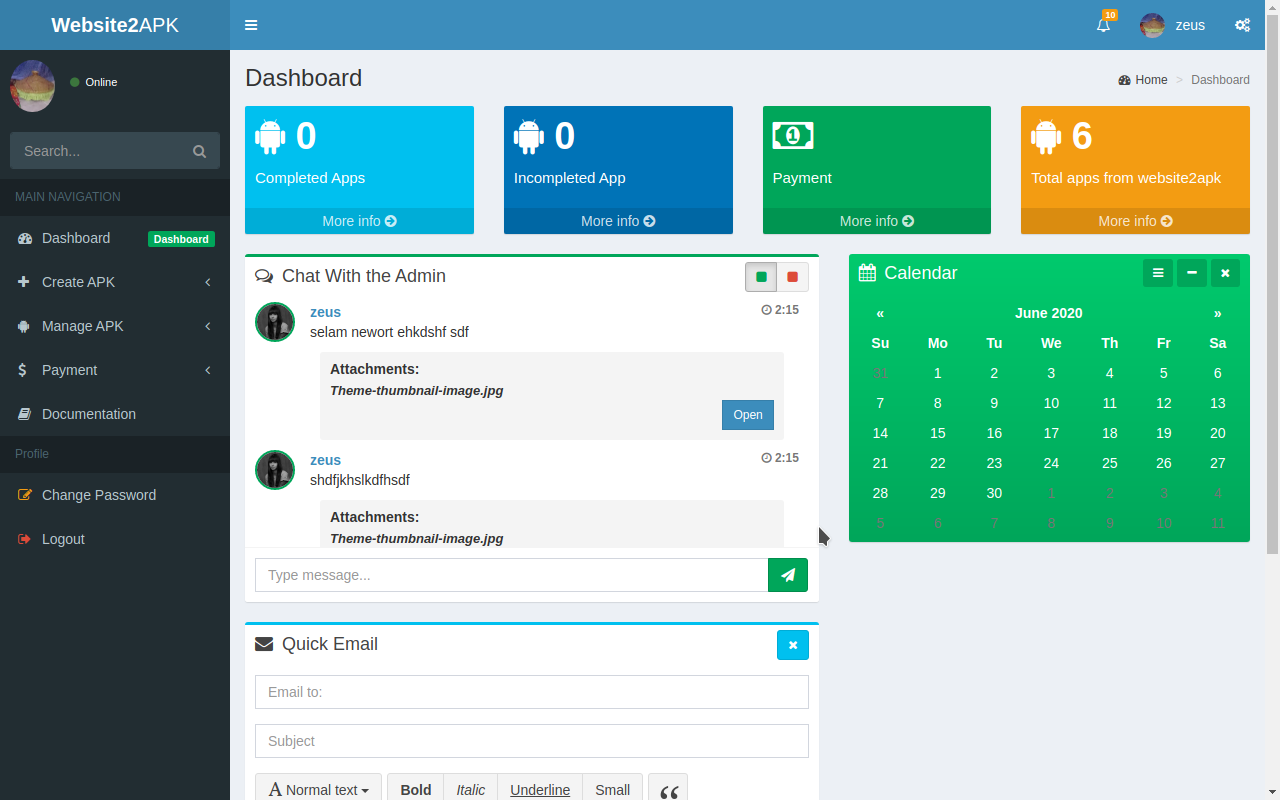 Website2APK
10
zeus
Online
Search...
MAIN NAVIGATION
Dashboard Dashboard
Create APK
Manage APK
Payment
Documentation
Profile
Change Password
Logout
Dashboard
Home > Dashboard
0
Completed Apps
More info
0
Incompleted App
More info
1
Payment
More info
6
Total apps from website2apk
More info
Chat With the Admin
zeus 2:15
selam newort ehkdshf sdf
Attachments:
Theme-thumbnail-image.jpg
Open
zeus 2:15
shdfjkhslkdfhsdf
Attachments:
Theme-thumbnail-image.jpg
Type message...
Calendar
« June 2020 »
Su Mo Tu We Th Fr Sa
31 1 2 3 4 5 6
7 8 9 10 11 12 13
14 15 16 17 18 19 20
21 22 23 24 25 26 27
28 29 30 1 2 3 4
5 6 7 8 9 10 11
Quick Email
Email to:
Subject
A Normal text Bold Italic Underline Small “